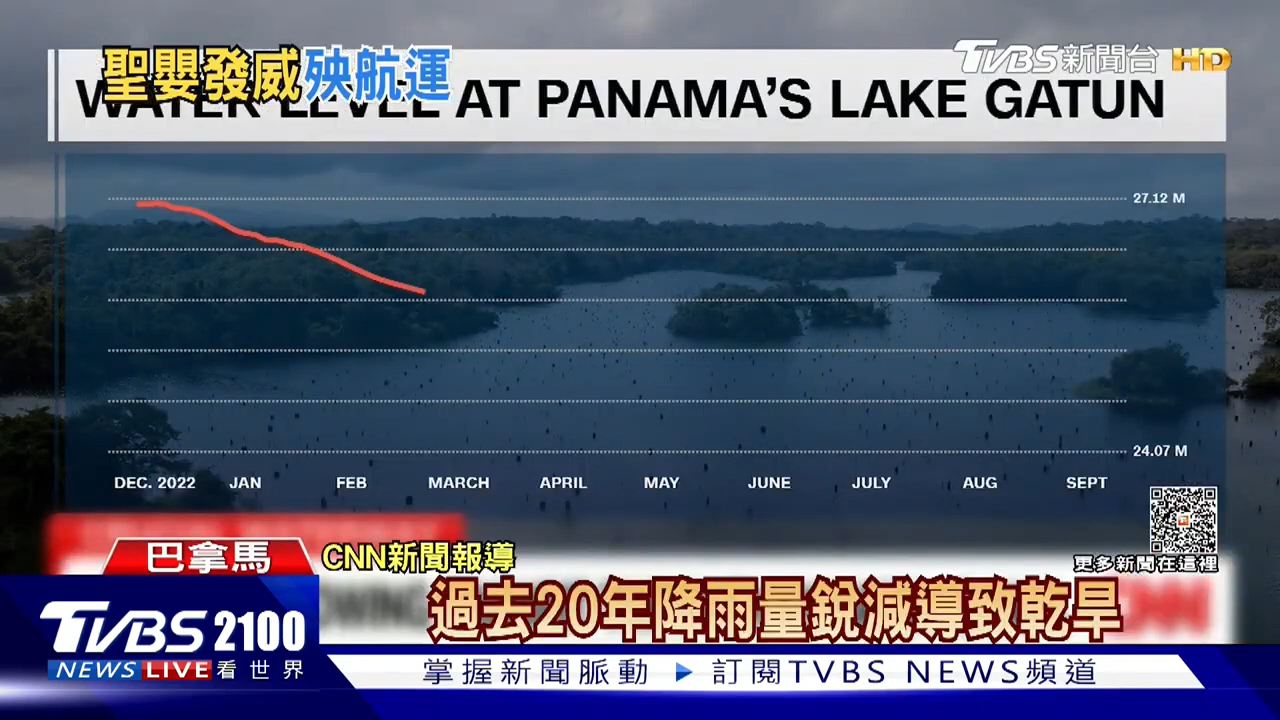 聖嬰發威殃航運
TVBS新聞台 HD
WATER LEVEL AT PANAMA'S LAKE GATUN
27.12 M
24.07 M
DEC. 2022 JAN FEB MARCH APRIL MAY JUNE JULY AUG SEPT
更多新聞在這裡
巴拿馬
CNN新聞報導
過去20年降雨量銳減導致乾旱
TVBS 2100
NEWS LIVE 看世界
掌握新聞脈動 ▶ 訂閱TVBS NEWS頻道